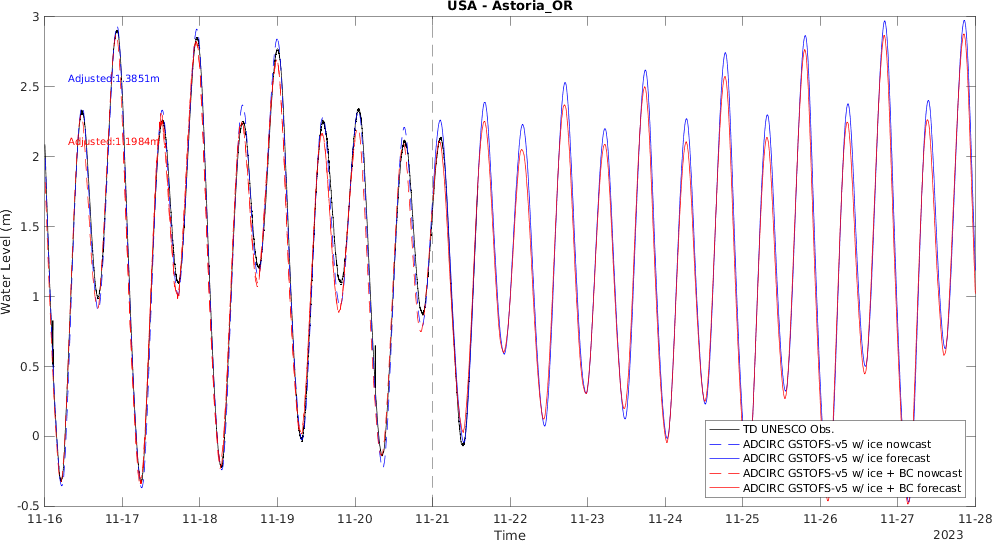 USA - Astoria_OR
3
2.5
2
1.5
1
0.5
0
-0.5
Water Level (m)
Adjusted:1.3851m
Adjusted:1.1984m
TD UNESCO Obs.
ADCIRC GSTOFS-v5 w/ ice nowcast
ADCIRC GSTOFS-v5 w/ ice forecast
ADCIRC GSTOFS-v5 w/ ice + BC nowcast
ADCIRC GSTOFS-v5 w/ ice + BC forecast
11-16 11-17 11-18 11-19 11-20 11-21 11-22 11-23 11-24 11-25 11-26 11-27 11-28
Time
2023